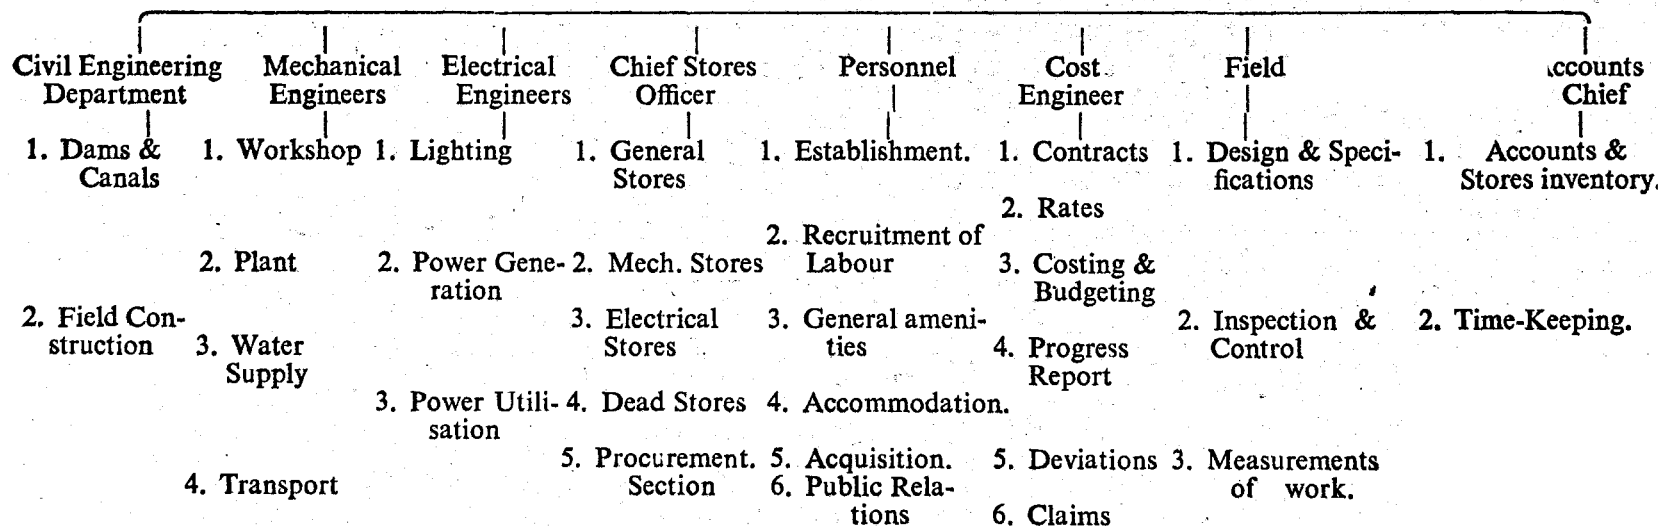 Civil Engineering
Department
1. Dams &
Canals
2. Field Con-
struction
Mechanical
Engineers
1. Workshop
2. Plant
3. Water
Supply
4. Transport
Electrical
Engineers
1. Lighting
2. Power Gene-
ration
3. Power Utili-
sation
Chief Stores
Officer
1. General
Stores
2. Mech. Stores
3. Electrical
Stores
4. Dead Stores
5. Procurement.
Section
Personnel
1. Establishment.
2. Recruitment of
Labour
3. General ameni-
ties
4. Accommodation.
5. Acquisition.
6. Public Rela-
tions
Cost
Engineer
1. Contracts
2. Rates
3. Costing &
Budgeting
4. Progress
Report
5. Deviations
6. Claims
Field
1. Design & Speci-
fications
2. Inspection &
Control
3. Measurements
of work.
ccounts
Chief
1. Accounts &
Stores inventory.
2. Time-Keeping.